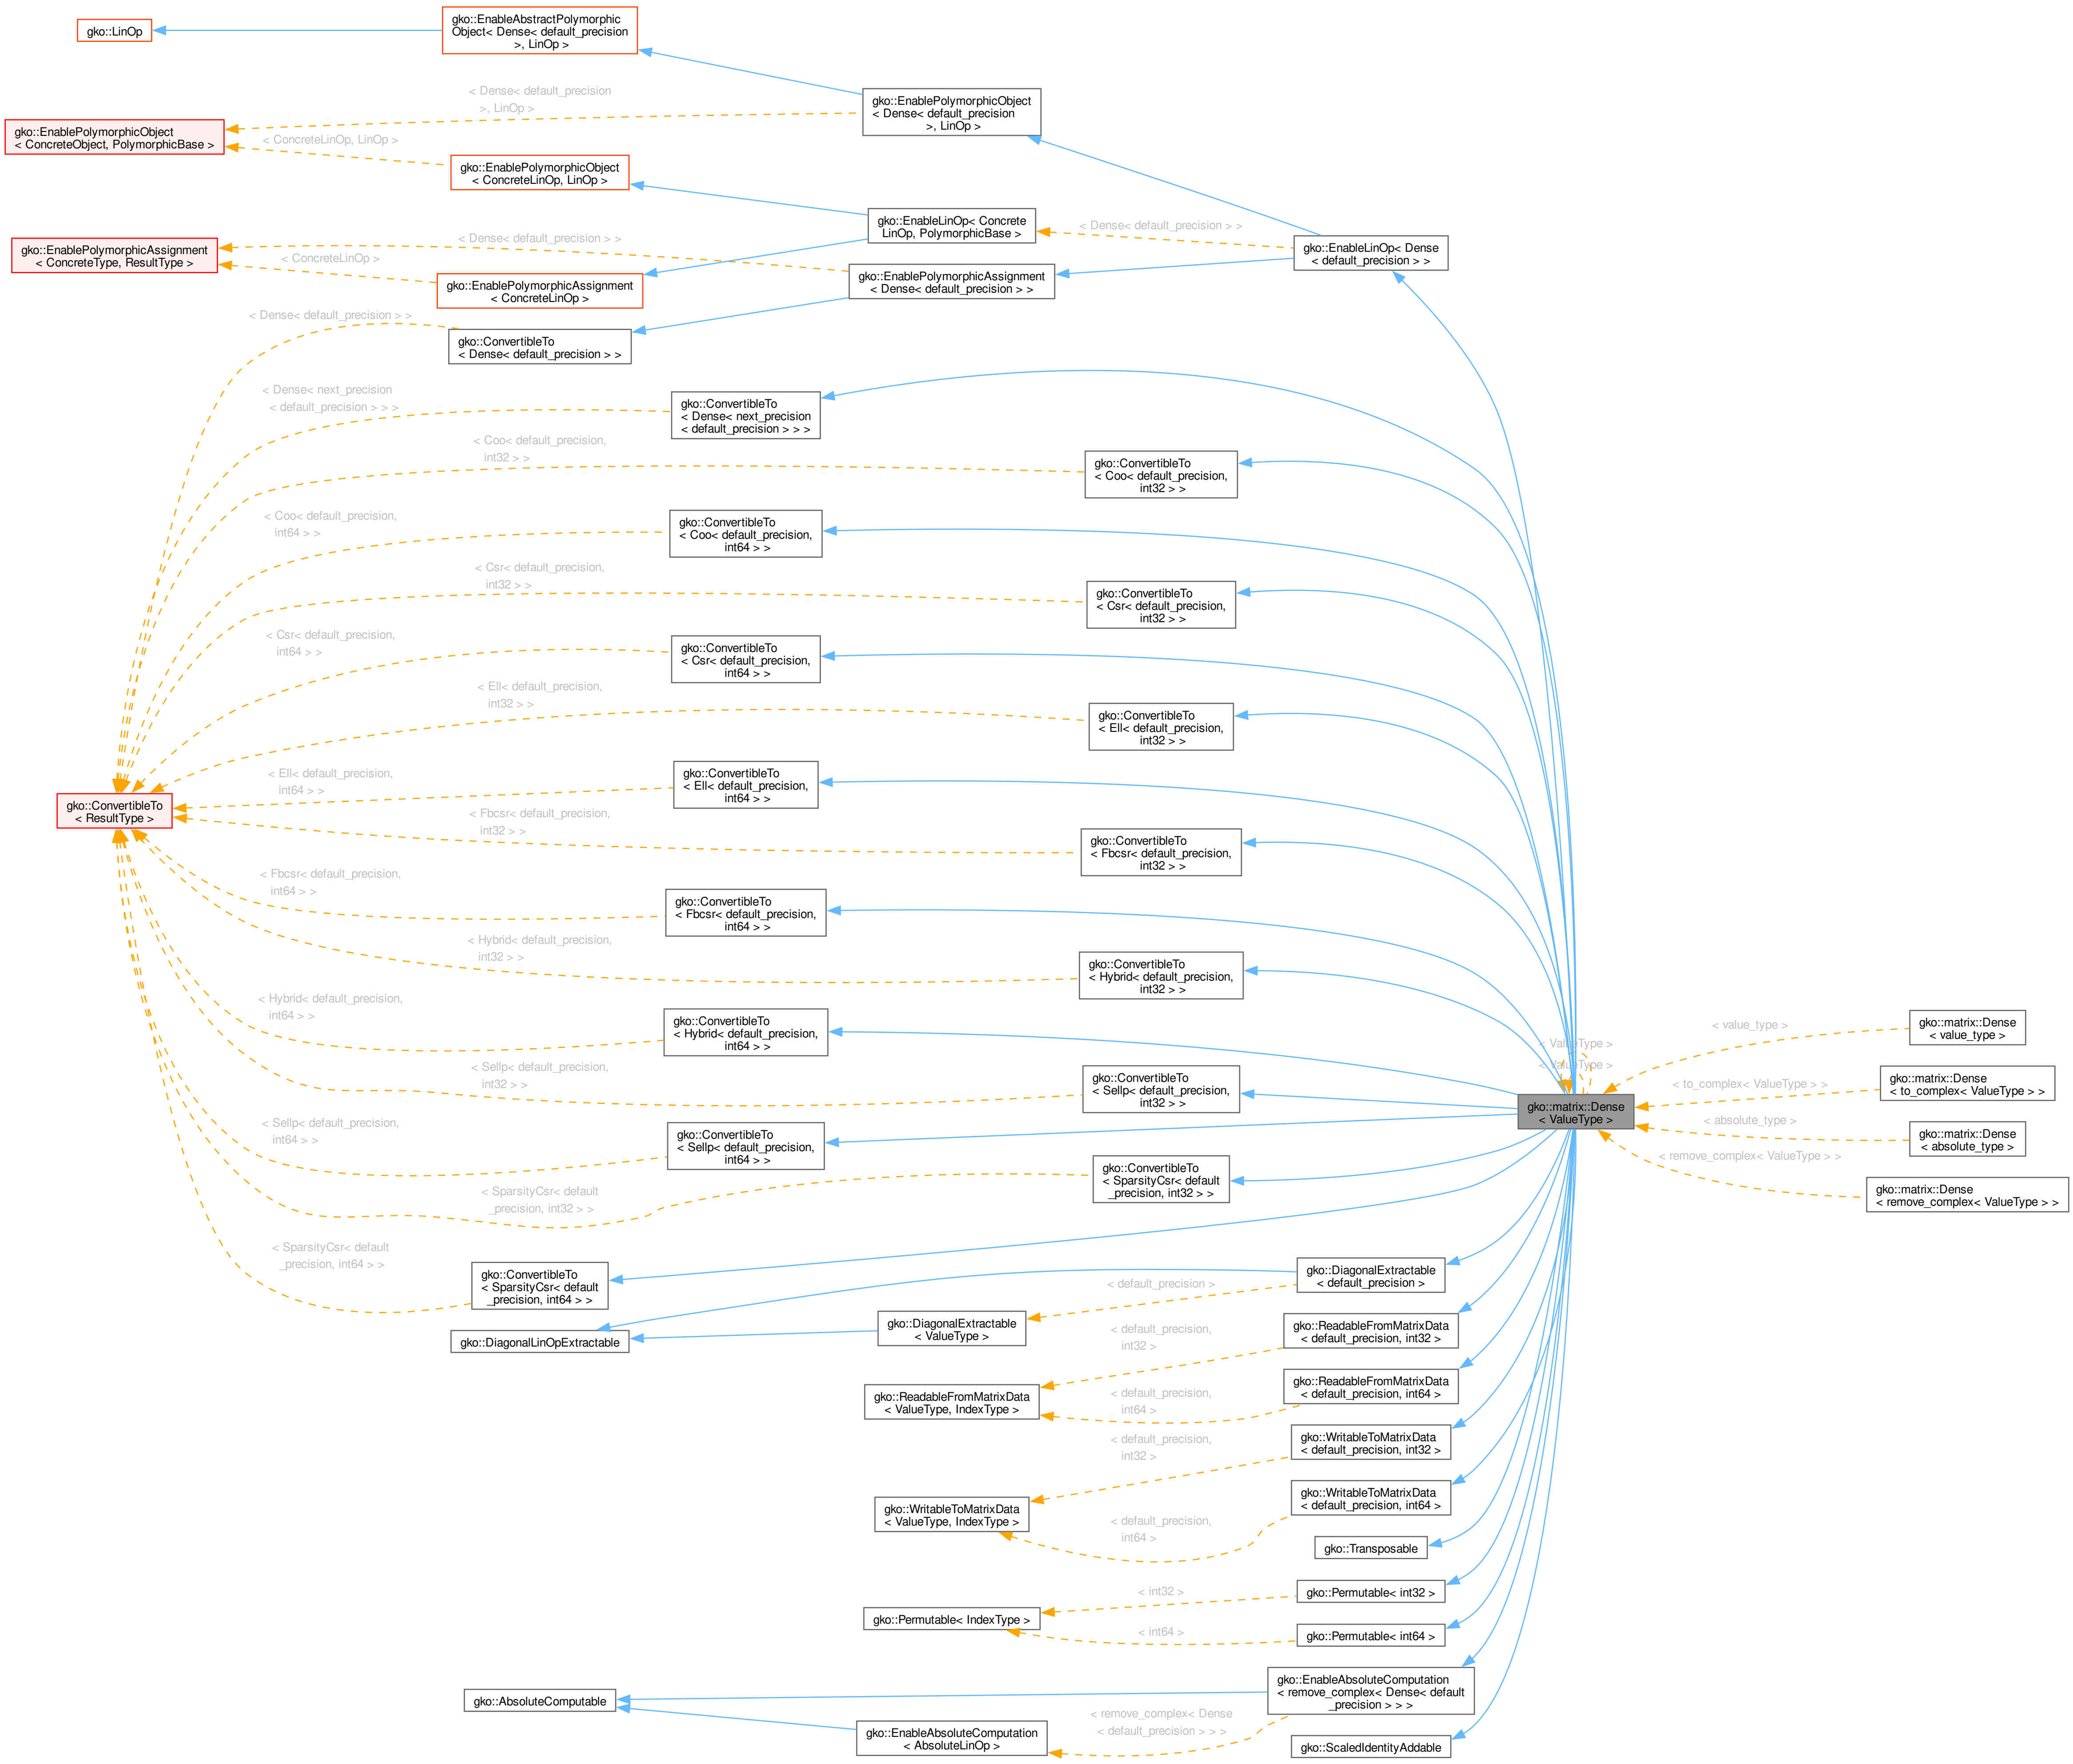 gko::LinOp
gko::EnableAbstractPolymorphic
Object< Dense< default_precision
>, LinOp >
< Dense< default_precision
>, LinOp >
gko::EnablePolymorphicObject
< Dense< default_precision
>, LinOp >
gko::EnablePolymorphicObject
< ConcreteObject, PolymorphicBase >
< ConcreteLinOp, LinOp >
gko::EnablePolymorphicObject
< ConcreteLinOp, LinOp >
gko::EnableLinOp< Concrete
LinOp, PolymorphicBase >
< Dense< default_precision > >
gko::EnableLinOp< Dense
< default_precision > >
gko::EnablePolymorphicAssignment
< ConcreteType, ResultType >
< Dense< default_precision > >
< ConcreteLinOp >
gko::EnablePolymorphicAssignment
< ConcreteLinOp >
gko::EnablePolymorphicAssignment
< Dense< default_precision > >
< Dense< default_precision > >
gko::ConvertibleTo
< Dense< default_precision > >
< Dense< next_precision
< default_precision > > >
gko::ConvertibleTo
< Dense< next_precision
< default_precision > > >
< Coo< default_precision,
int32 > >
gko::ConvertibleTo
< Coo< default_precision,
int32 > >
< Coo< default_precision,
int64 > >
gko::ConvertibleTo
< Coo< default_precision,
int64 > >
< Csr< default_precision,
int32 > >
gko::ConvertibleTo
< Csr< default_precision,
int32 > >
< Csr< default_precision,
int64 > >
gko::ConvertibleTo
< Csr< default_precision,
int64 > >
< Ell< default_precision,
int32 > >
gko::ConvertibleTo
< Ell< default_precision,
int32 > >
gko::ConvertibleTo
< ResultType >
< Ell< default_precision,
int64 > >
gko::ConvertibleTo
< Ell< default_precision,
int64 > >
< Fbcsr< default_precision,
int32 > >
gko::ConvertibleTo
< Fbcsr< default_precision,
int32 > >
< Fbcsr< default_precision,
int64 > >
gko::ConvertibleTo
< Fbcsr< default_precision,
int64 > >
< Hybrid< default_precision,
int32 > >
gko::ConvertibleTo
< Hybrid< default_precision,
int32 > >
< Hybrid< default_precision,
int64 > >
gko::ConvertibleTo
< Hybrid< default_precision,
int64 > >
< Sellp< default_precision,
int32 > >
gko::ConvertibleTo
< Sellp< default_precision,
int32 > >
< Sellp< default_precision,
int64 > >
gko::ConvertibleTo
< Sellp< default_precision,
int64 > >
< SparsityCsr< default
_precision, int32 > >
gko::ConvertibleTo
< SparsityCsr< default
_precision, int32 > >
< SparsityCsr< default
_precision, int64 > >
gko::ConvertibleTo
< SparsityCsr< default
_precision, int64 > >
< ValueType >
< ValueType >
gko::matrix::Dense
< ValueType >
< value_type >
gko::matrix::Dense
< value_type >
< to_complex< ValueType > >
gko::matrix::Dense
< to_complex< ValueType > >
< absolute_type >
gko::matrix::Dense
< absolute_type >
< remove_complex< ValueType > >
gko::matrix::Dense
< remove_complex< ValueType > >
gko::DiagonalLinOpExtractable
gko::DiagonalExtractable
< ValueType >
< default_precision >
gko::DiagonalExtractable
< default_precision >
gko::ReadableFromMatrixData
< ValueType, IndexType >
< default_precision,
int32 >
gko::ReadableFromMatrixData
< default_precision, int32 >
< default_precision,
int64 >
gko::ReadableFromMatrixData
< default_precision, int64 >
gko::WritableToMatrixData
< ValueType, IndexType >
< default_precision,
int32 >
gko::WritableToMatrixData
< default_precision, int32 >
< default_precision,
int64 >
gko::WritableToMatrixData
< default_precision, int64 >
gko::Transposable
gko::Permutable< IndexType >
< int32 >
gko::Permutable< int32 >
< int64 >
gko::Permutable< int64 >
gko::AbsoluteComputable
gko::EnableAbsoluteComputation
< AbsoluteLinOp >
< remove_complex< Dense
< default_precision > > >
gko::EnableAbsoluteComputation
< remove_complex< Dense< default
_precision > > >
gko::ScaledIdentityAddable